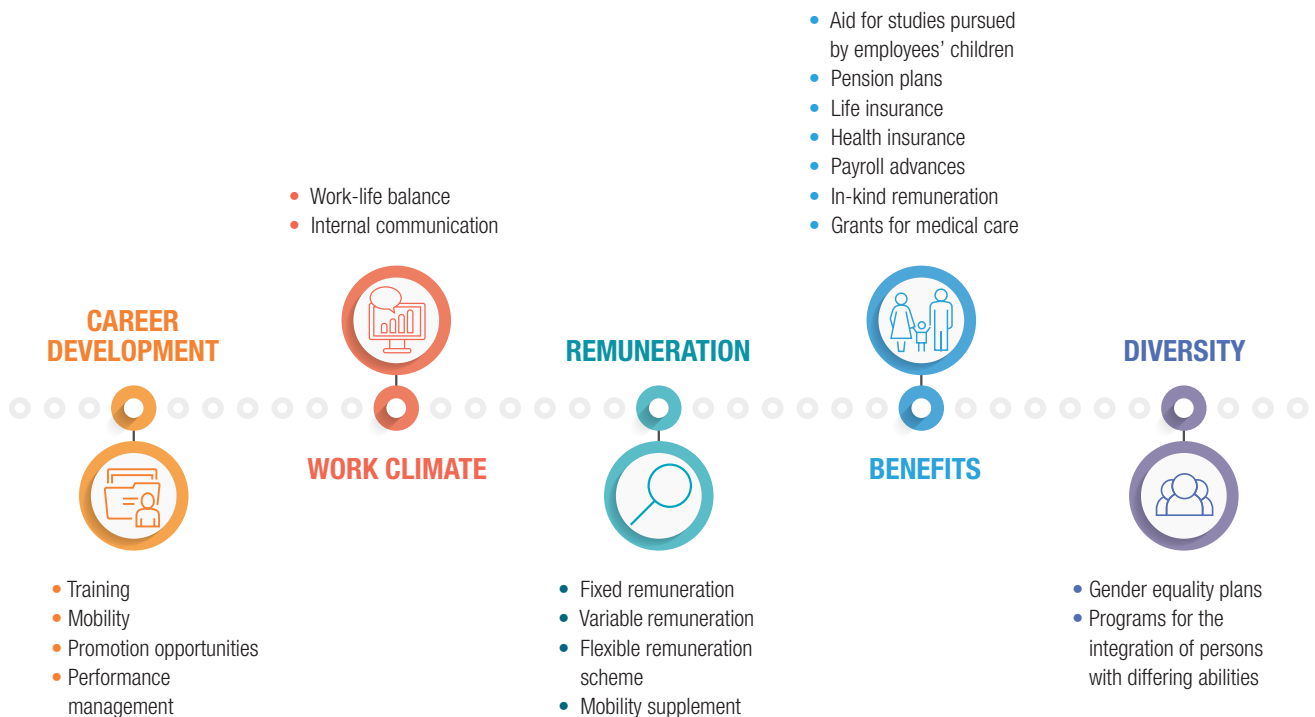 CAREER
DEVELOPMENT
• Training
• Mobility
• Promotion opportunities
• Performance
management
• Work-life balance
• Internal communication
WORK CLIMATE
REMUNERATION
• Fixed remuneration
• Variable remuneration
• Flexible remuneration
scheme
• Mobility supplement
• Aid for studies pursued
by employees’ children
• Pension plans
• Life insurance
• Health insurance
• Payroll advances
• In-kind remuneration
• Grants for medical care
BENEFITS
DIVERSITY
• Gender equality plans
• Programs for the
integration of persons
with differing abilities